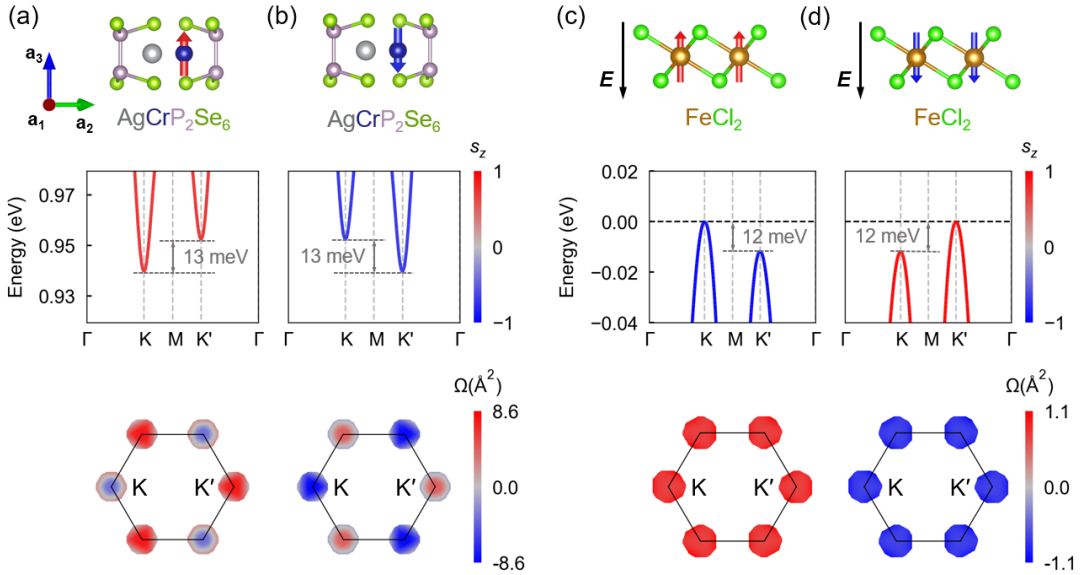 (a)
(b)
(c)
(d)
a₃
a₁
a₂
E
E
AgCrP₂Se₆
AgCrP₂Se₆
FeCl₂
FeCl₂
s_z
s_z
Energy (eV)
0.97
0.95
0.93
13 meV
13 meV
1
0
−1
Γ K M K' Γ
K M K' Γ
Energy (eV)
0.02
0.00
−0.02
−0.04
12 meV
12 meV
1
0
−1
Γ K M K' Γ
K M K' Γ
Ω(Å²)
8.6
0.0
-8.6
K K'
K K'
Ω(Å²)
1.1
0.0
-1.1
K K'
K K'